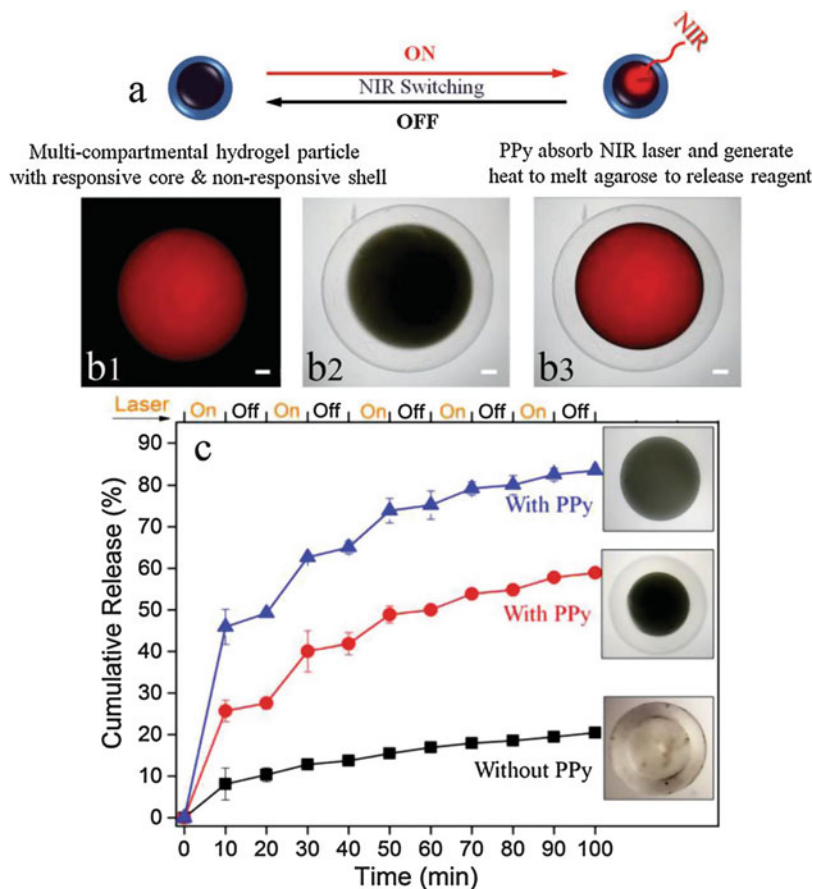 a
ON
NIR Switching
OFF
NIR
Multi-compartmental hydrogel particle
with responsive core & non-responsive shell
PPy absorb NIR laser and generate
heat to melt agarose to release reagent
b1
b2
b3
Laser On Off On Off On Off On Off On Off
c
90
80
70
60
50
40
30
20
10
0
Cumulative Release (%)
With PPy
With PPy
Without PPy
0 10 20 30 40 50 60 70 80 90 100
Time (min)